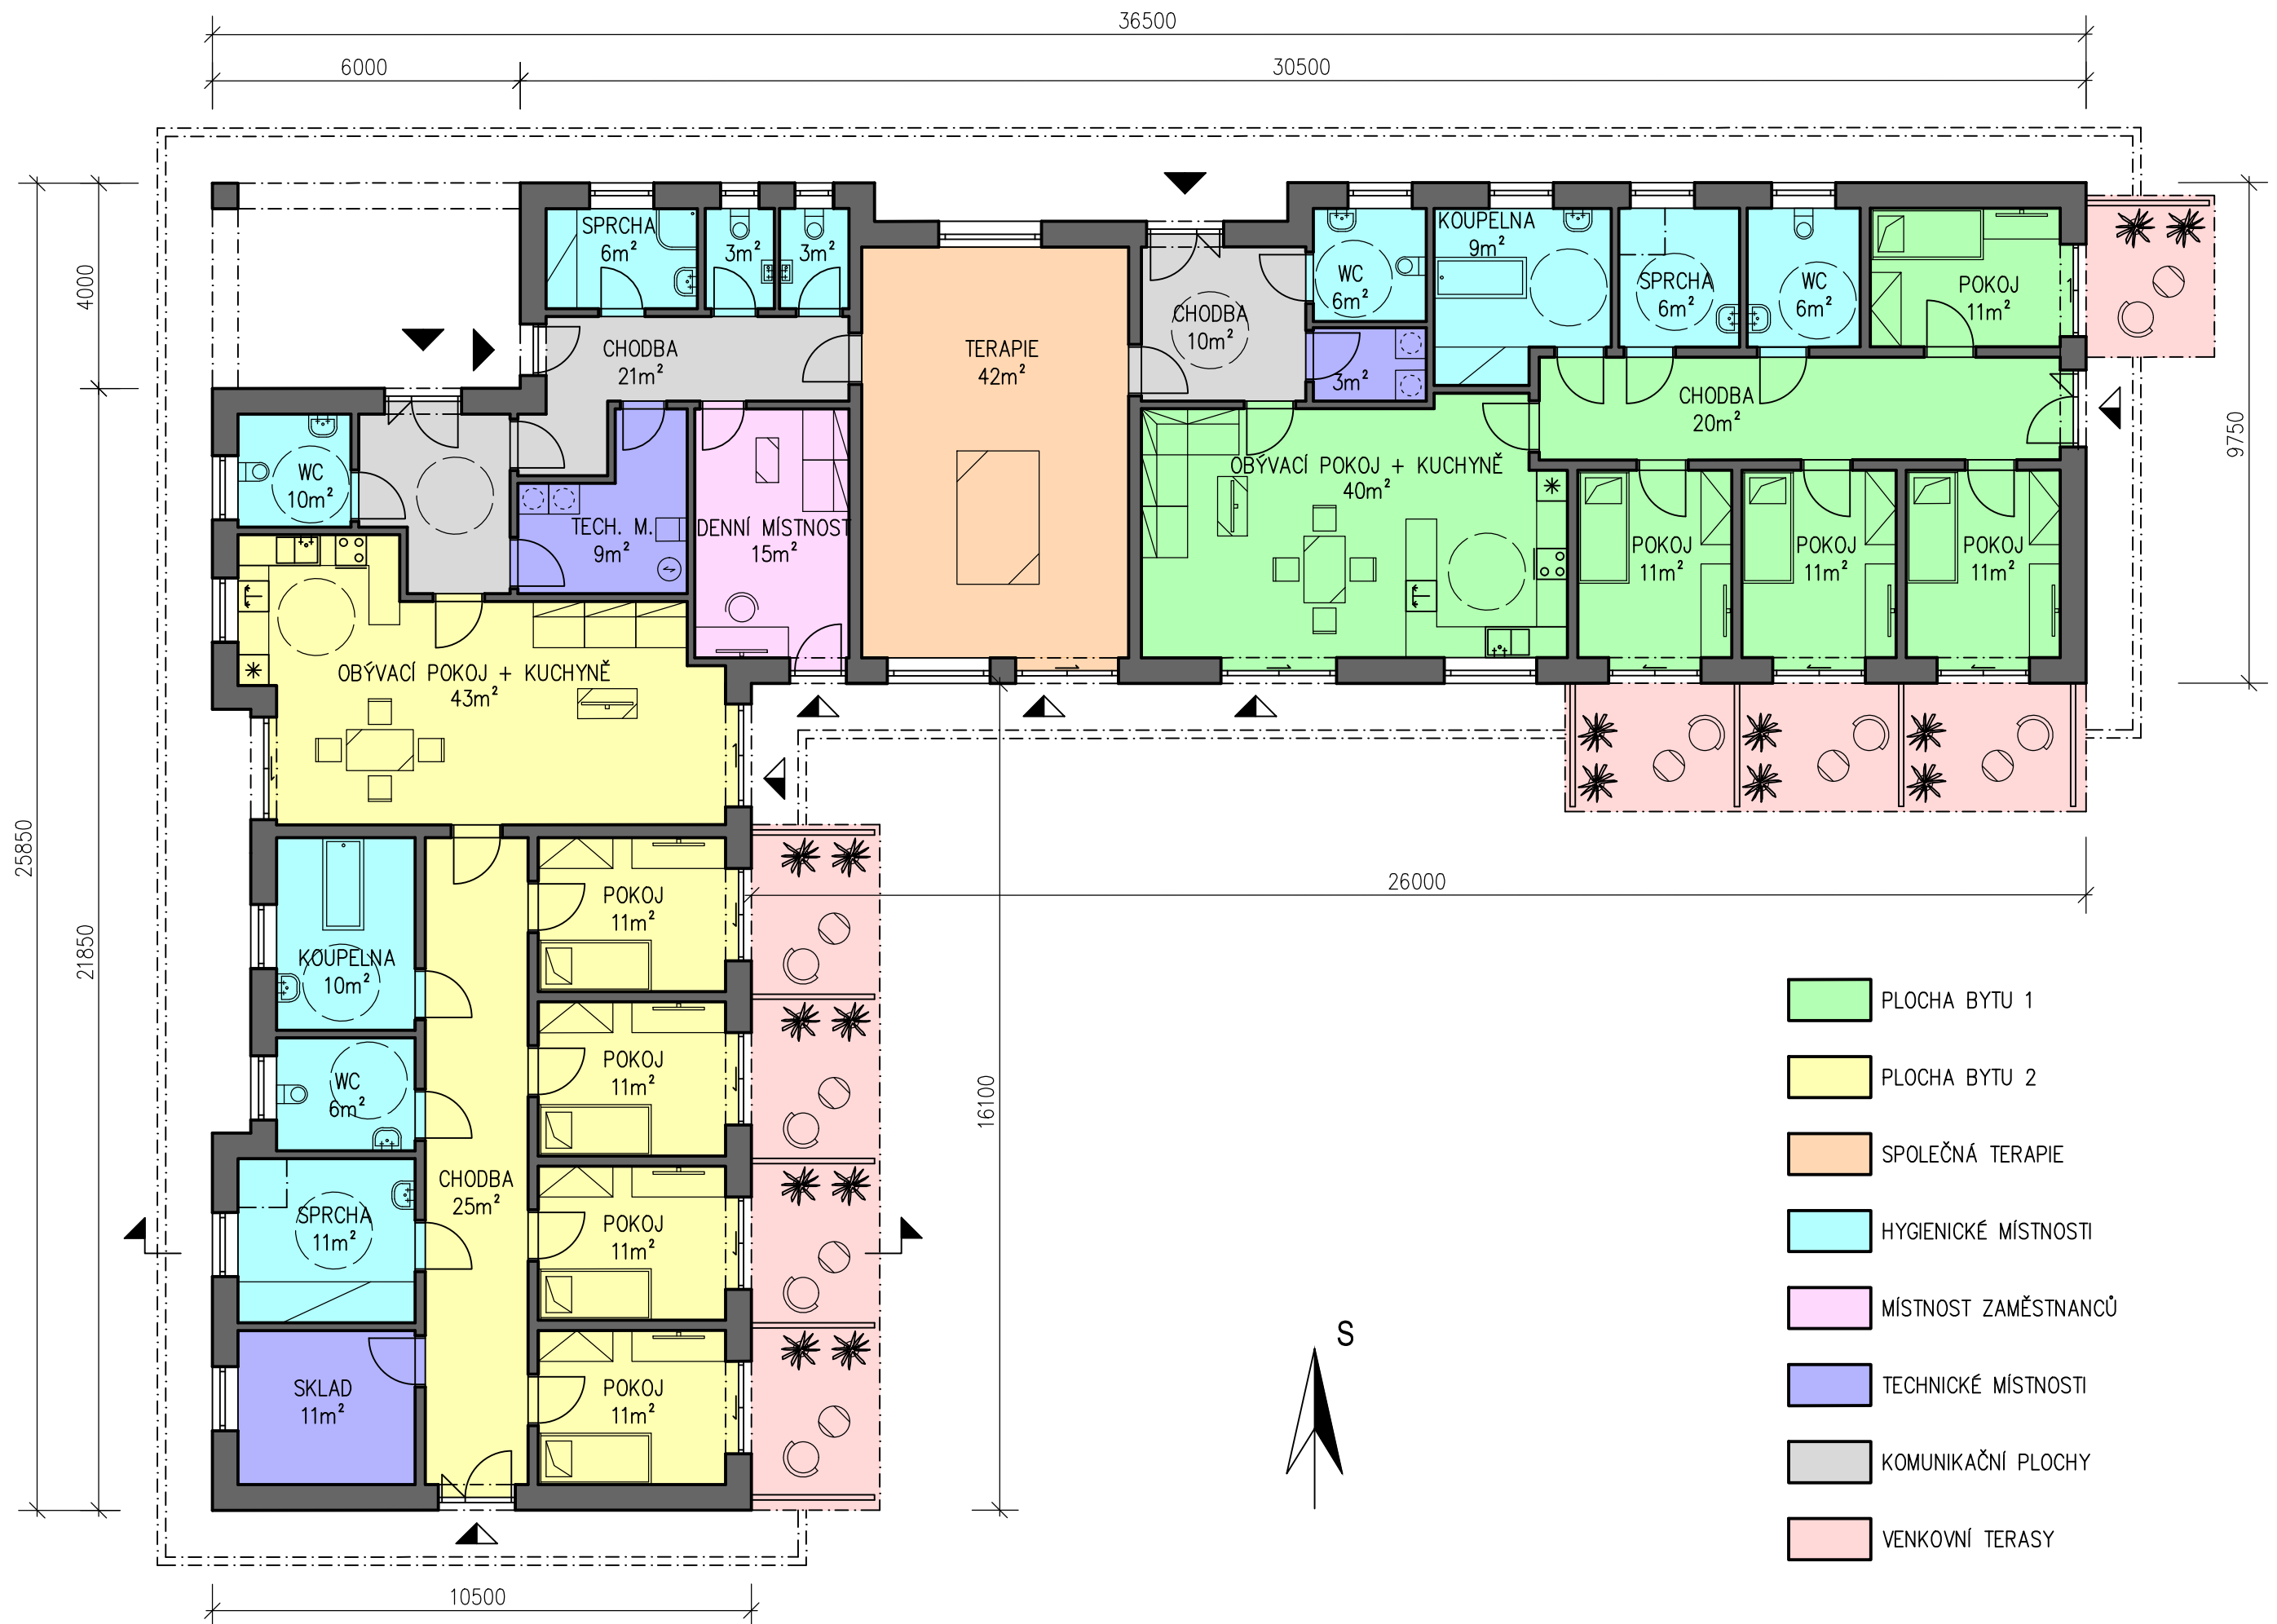 36500
6000
30500
4000
25850
21850
9750
SPRCHA
6m²
3m²
3m²
CHODBA
21m²
TERAPIE
42m²
CHODBA
10m²
WC
6m²
3m²
KOUPELNA
9m²
SPRCHA
6m²
WC
6m²
POKOJ
11m²
CHODBA
20m²
WC
10m²
TECH. M.
9m²
DENNÍ MÍSTNOST
15m²
OBÝVACÍ POKOJ + KUCHYNĚ
40m²
POKOJ
11m²
POKOJ
11m²
POKOJ
11m²
OBÝVACÍ POKOJ + KUCHYNĚ
43m²
26000
16100
KOUPELNA
10m²
POKOJ
11m²
WC
6m²
POKOJ
11m²
CHODBA
25m²
SPRCHA
11m²
POKOJ
11m²
SKLAD
11m²
POKOJ
11m²
10500
S
PLOCHA BYTU 1
PLOCHA BYTU 2
SPOLEČNÁ TERAPIE
HYGIENICKÉ MÍSTNOSTI
MÍSTNOST ZAMĚSTNANCŮ
TECHNICKÉ MÍSTNOSTI
KOMUNIKAČNÍ PLOCHY
VENKOVNÍ TERASY